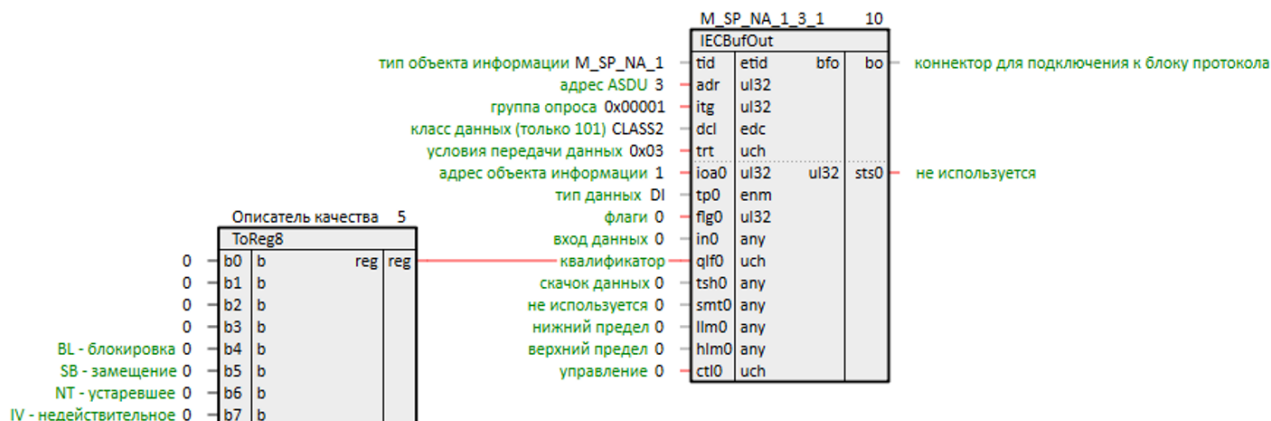 M_SP_NA_1_3_1 10
IECBufOut
тип объекта информации M_SP_NA_1 tid etid bfo bo коннектор для подключения к блоку протокола
адрес ASDU 3 adr ul32
группа опроса 0x00001 itg ul32
класс данных (только 101) CLASS2 dcl edc
условия передачи данных 0x03 trt uch
адрес объекта информации 1 ioa0 ul32 ul32 sts0 не используется
тип данных DI tp0 enm
флаги 0 flg0 ul32
вход данных 0 in0 any
Описатель качества 5
ToReg8
0 b0 b reg reg квалификатор qlf0 uch
0 b1 b скачок данных 0 tsh0 any
0 b2 b не используется 0 smt0 any
0 b3 b нижний предел 0 llm0 any
BL - блокировка 0 b4 b верхний предел 0 hlm0 any
SB - замещение 0 b5 b управление 0 ctl0 uch
NT - устаревшее 0 b6 b
IV - недействительное 0 b7 b